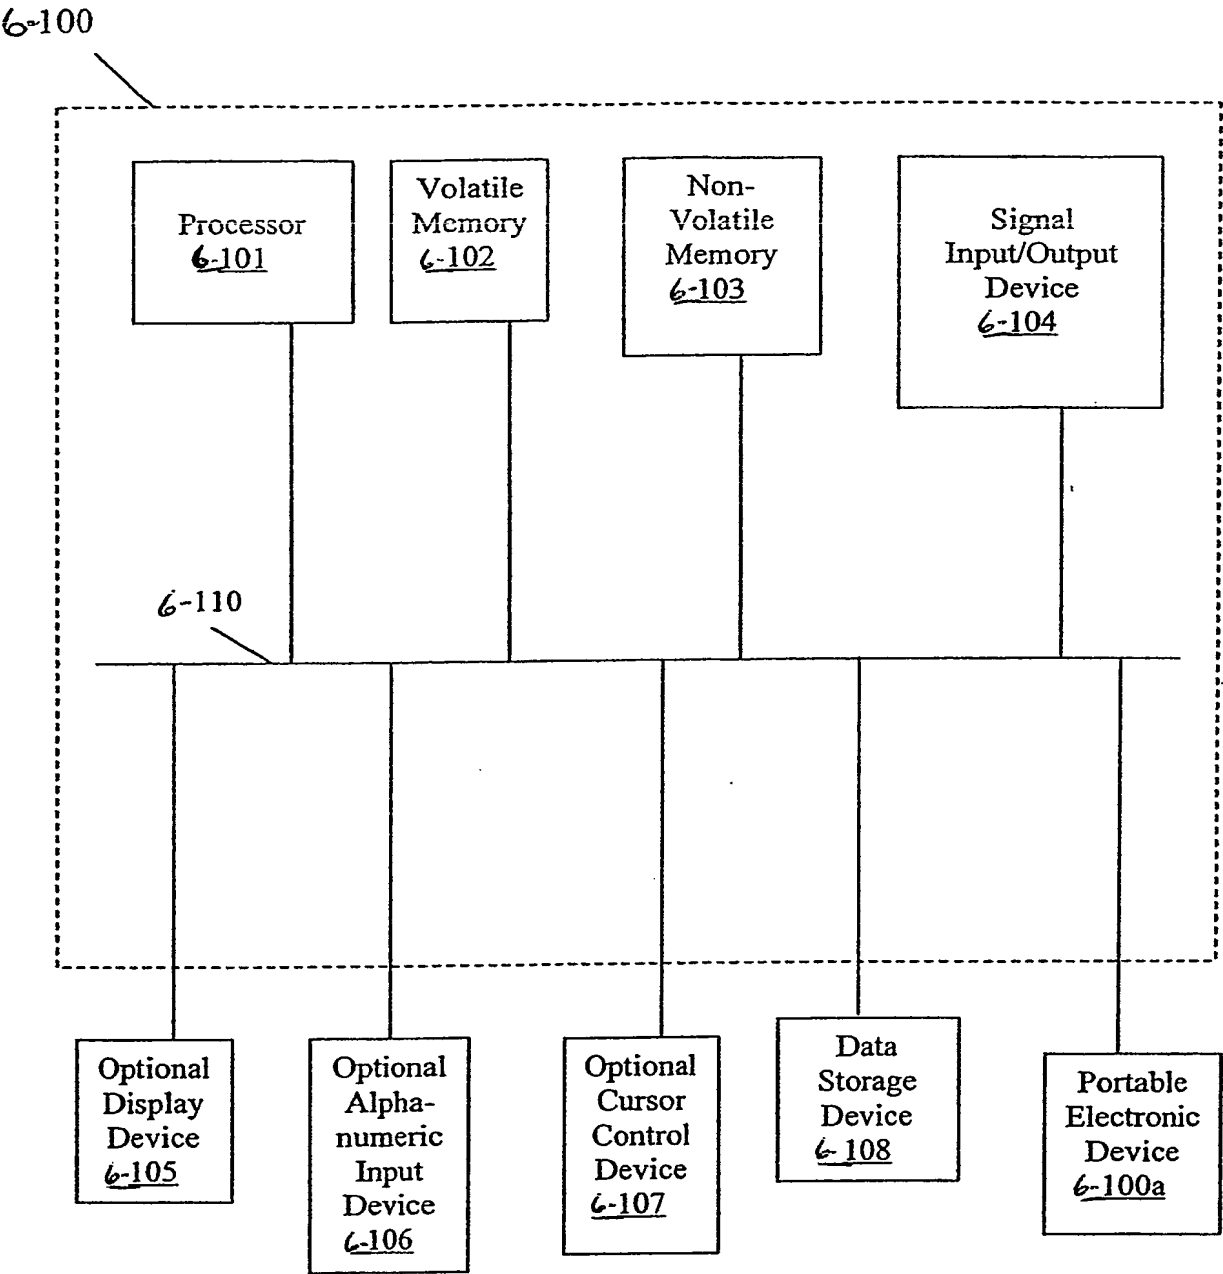 6-100
Processor
6-101
Volatile
Memory
6-102
Non-
Volatile
Memory
6-103
Signal
Input/Output
Device
6-104
6-110
Optional
Display
Device
6-105
Optional
Alpha-
numeric
Input
Device
6-106
Optional
Cursor
Control
Device
6-107
Data
Storage
Device
6-108
Portable
Electronic
Device
6-100a